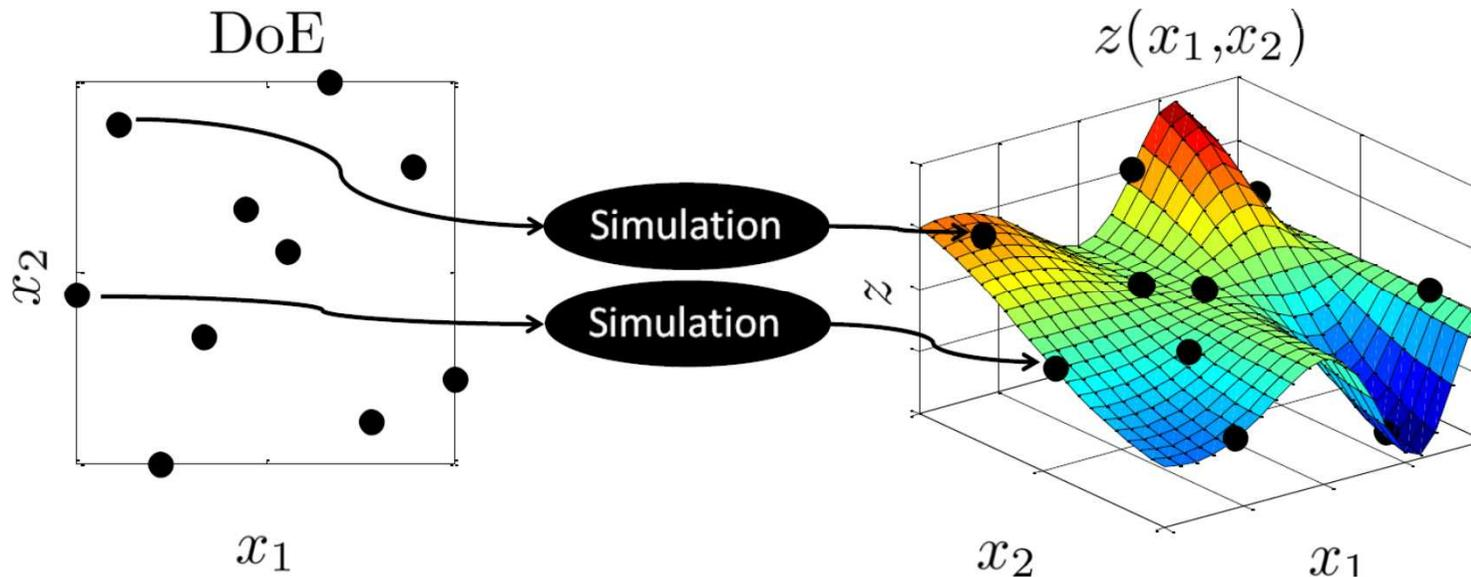 DoE
x₂
x₁
Simulation
Simulation
z(x₁,x₂)
z
x₂
x₁